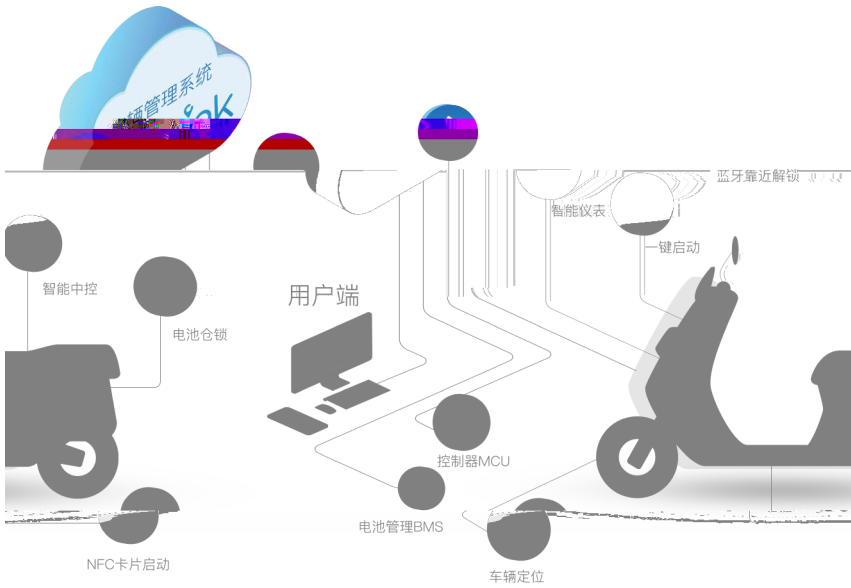 辆管理系统
蓝牙靠近解锁
智能仪表
一键启动
智能中控
用户端
电池仓锁
控制器MCU
电池管理BMS
NFC卡片启动
车辆定位